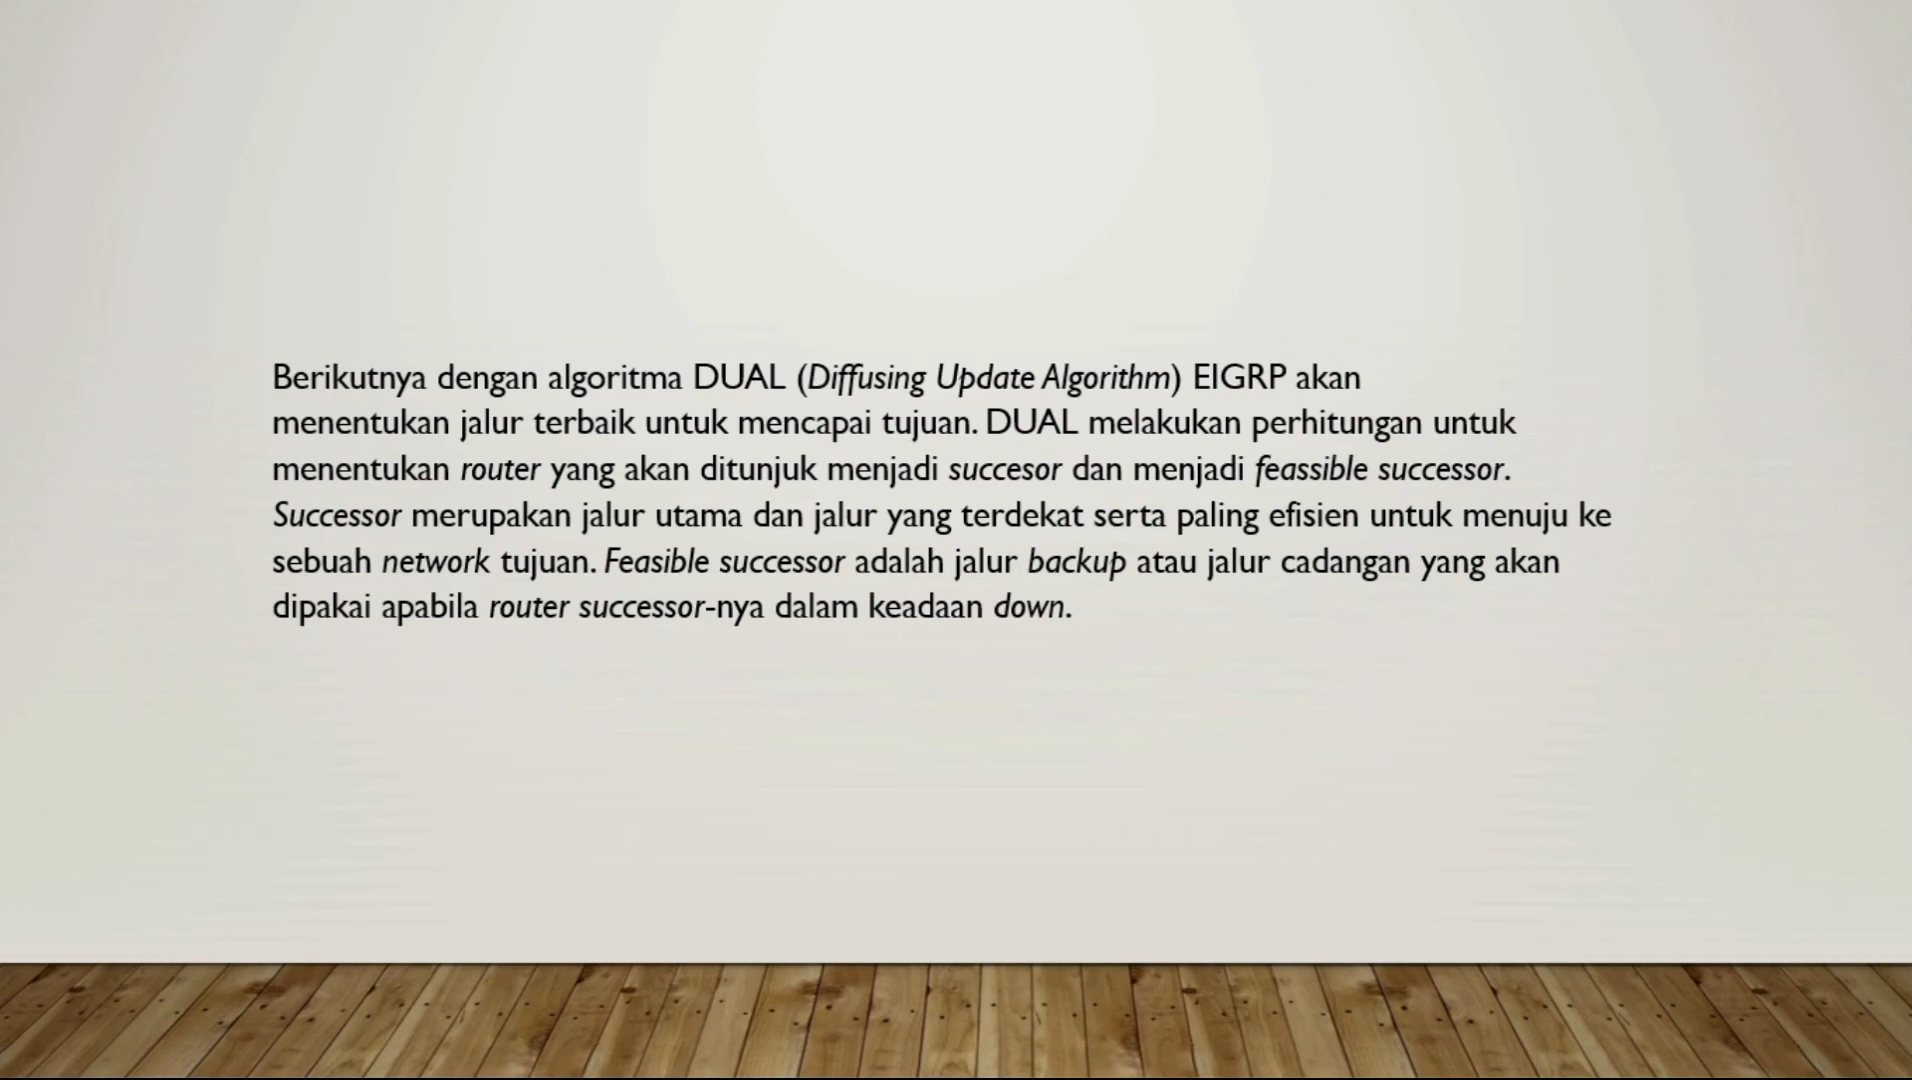 Berikutnya dengan algoritma DUAL (Diffusing Update Algorithm) EIGRP akan
menentukan jalur terbaik untuk mencapai tujuan. DUAL melakukan perhitungan untuk
menentukan router yang akan ditunjuk menjadi succesor dan menjadi feassible successor.
Successor merupakan jalur utama dan jalur yang terdekat serta paling efisien untuk menuju ke
sebuah network tujuan. Feasible successor adalah jalur backup atau jalur cadangan yang akan
dipakai apabila router successor-nya dalam keadaan down.